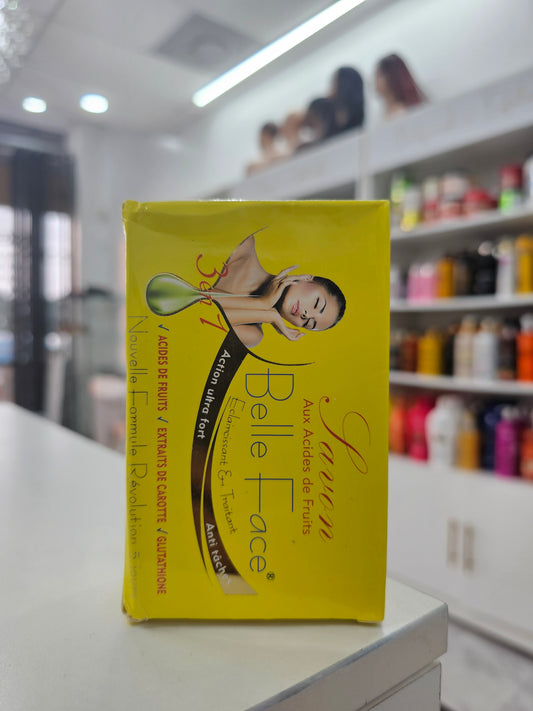 Savon
Aux Acides de Fruits
Belle Face®
Eclaircissant Et Traitant
3 en 1
Action ultra fort
Anti tâche
✓ ACIDES DE FRUITS ✓ EXTRAITS DE CAROTTE ✓ GLUTATHIONE
Nouvelle Formule Révolution